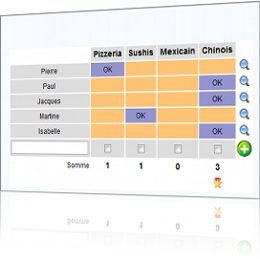 Pizzeria Sushis Mexicain Chinois
Pierre OK
Paul OK
Jacques OK
Martine OK
Isabelle OK
Somme 1 1 0 3